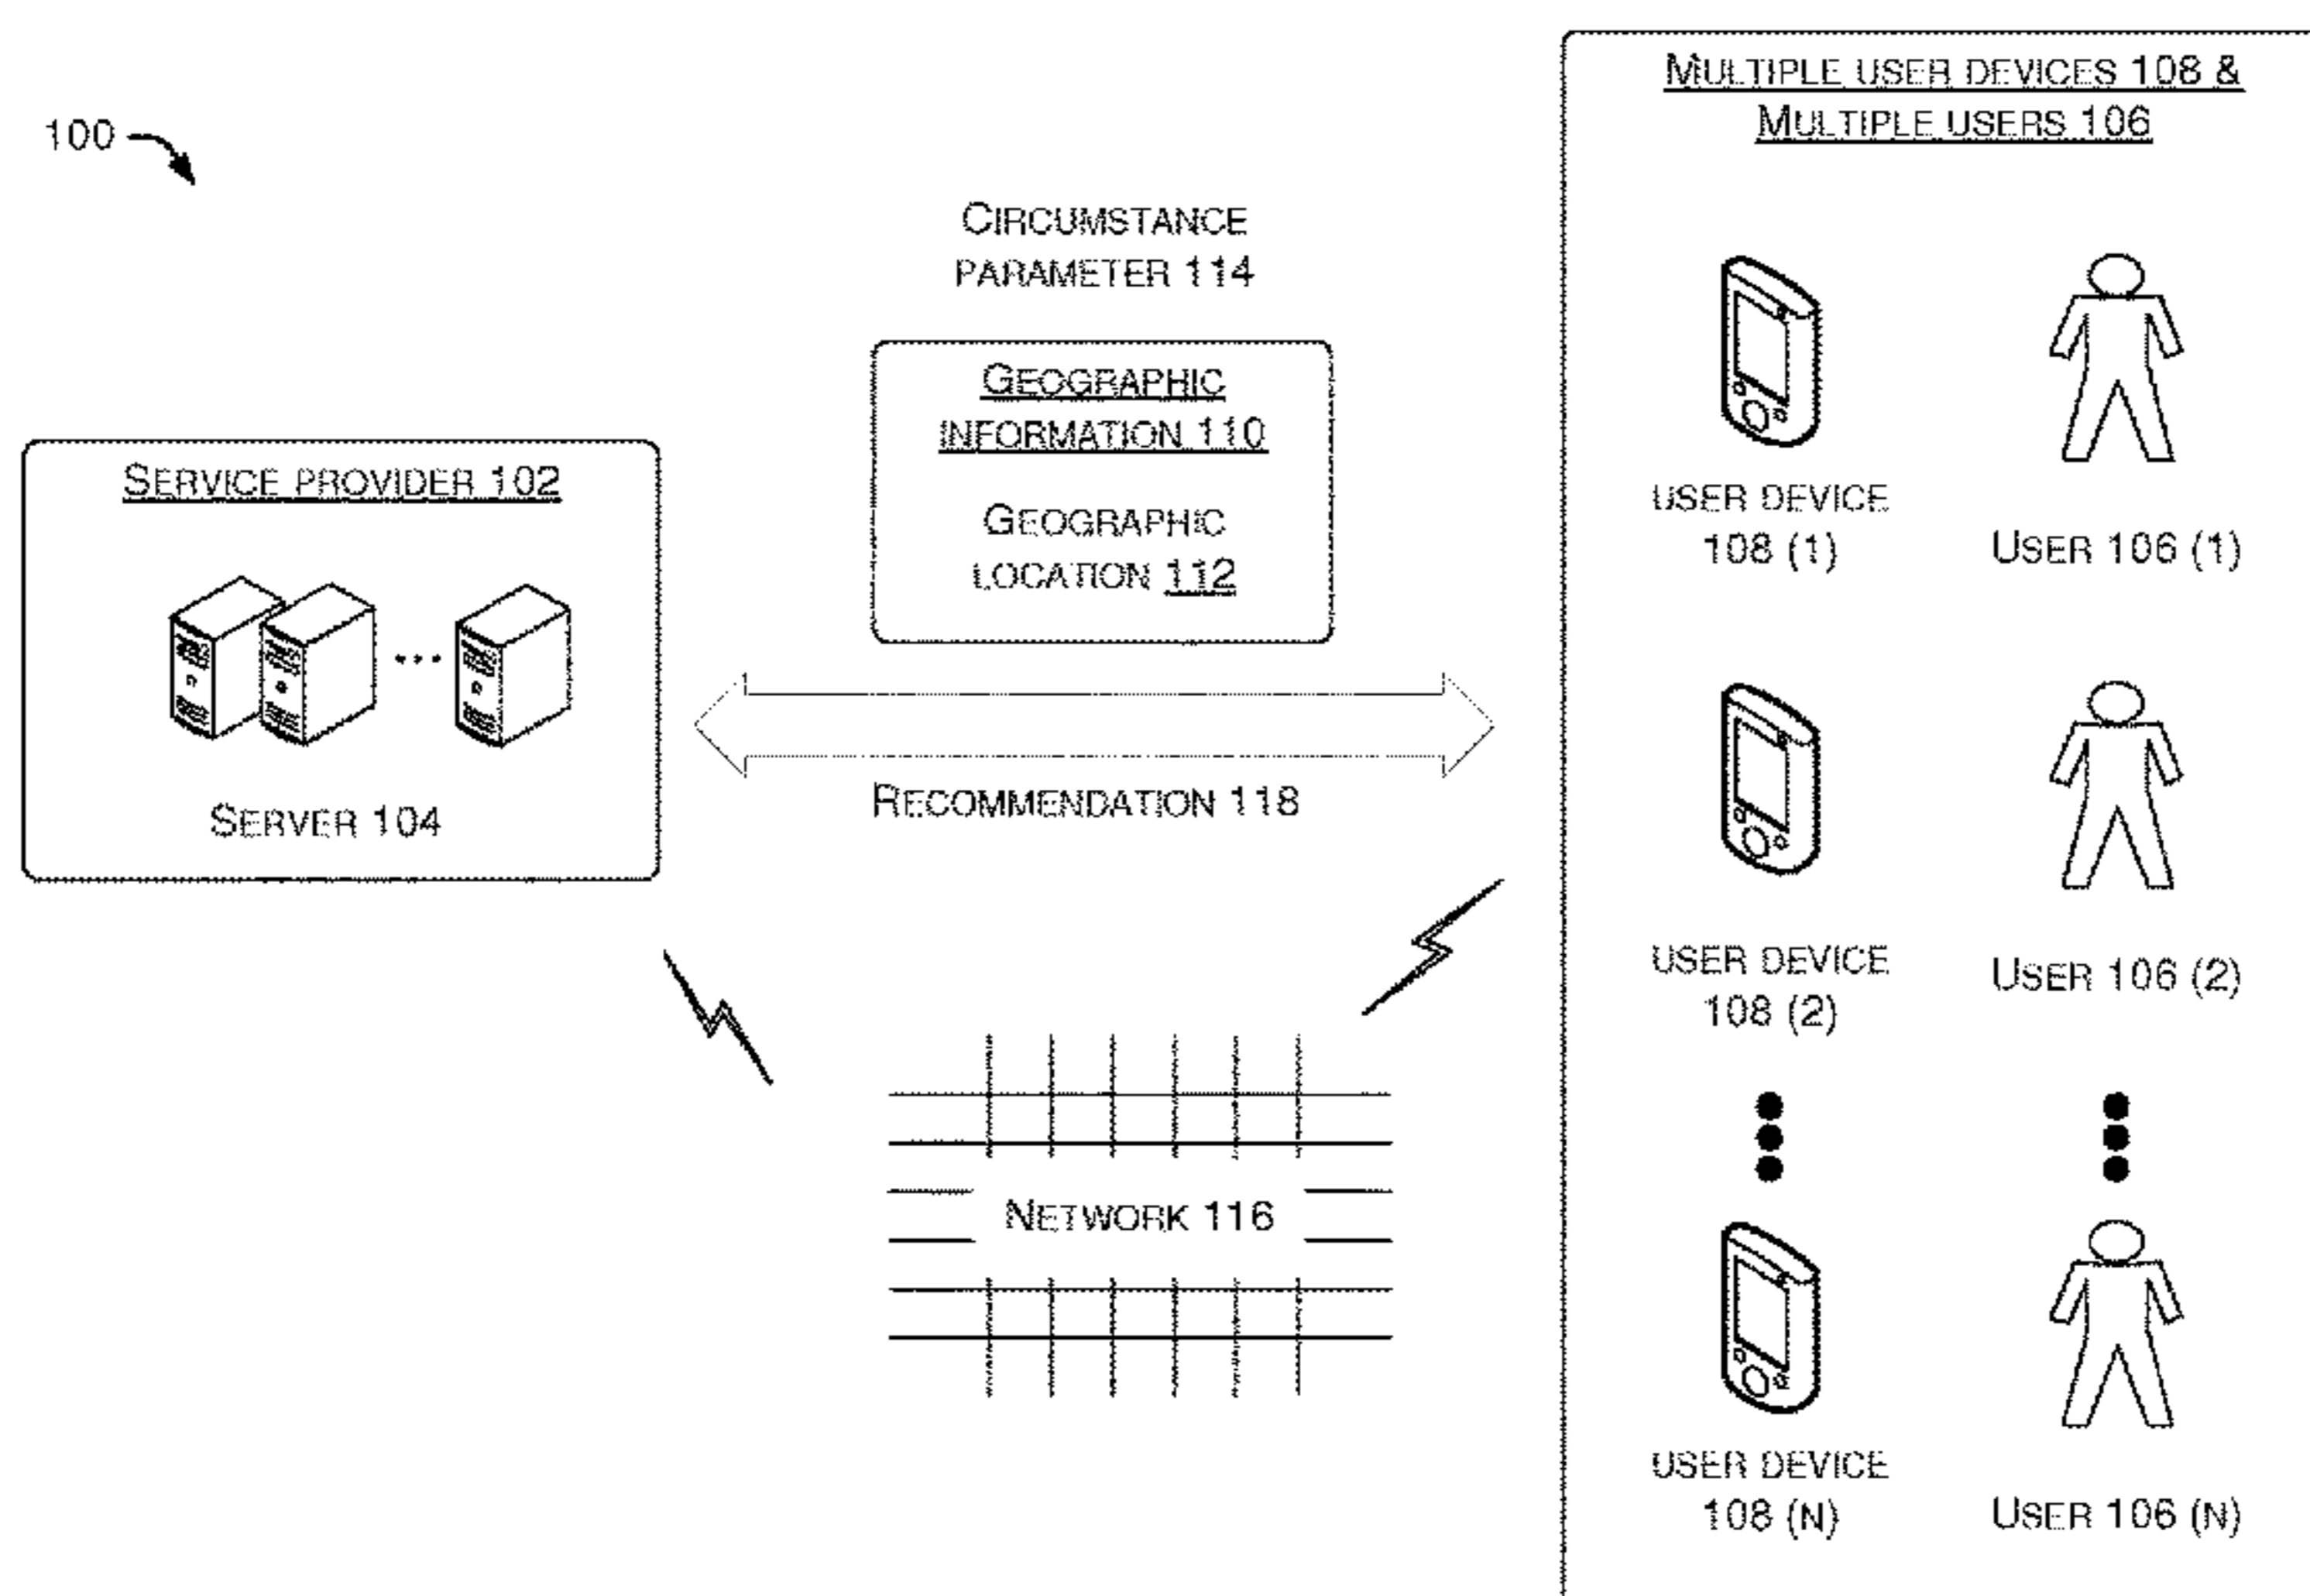 100
SERVICE PROVIDER 102
SERVER 104
CIRCUMSTANCE
PARAMETER 114
GEOGRAPHIC
INFORMATION 110
GEOGRAPHIC
LOCATION 112
RECOMMENDATION 118
NETWORK 116
MULTIPLE USER DEVICES 108 &
MULTIPLE USERS 106
USER DEVICE
108 (1)
USER 106 (1)
USER DEVICE
108 (2)
USER 106 (2)
USER DEVICE
108 (N)
USER 106 (N)